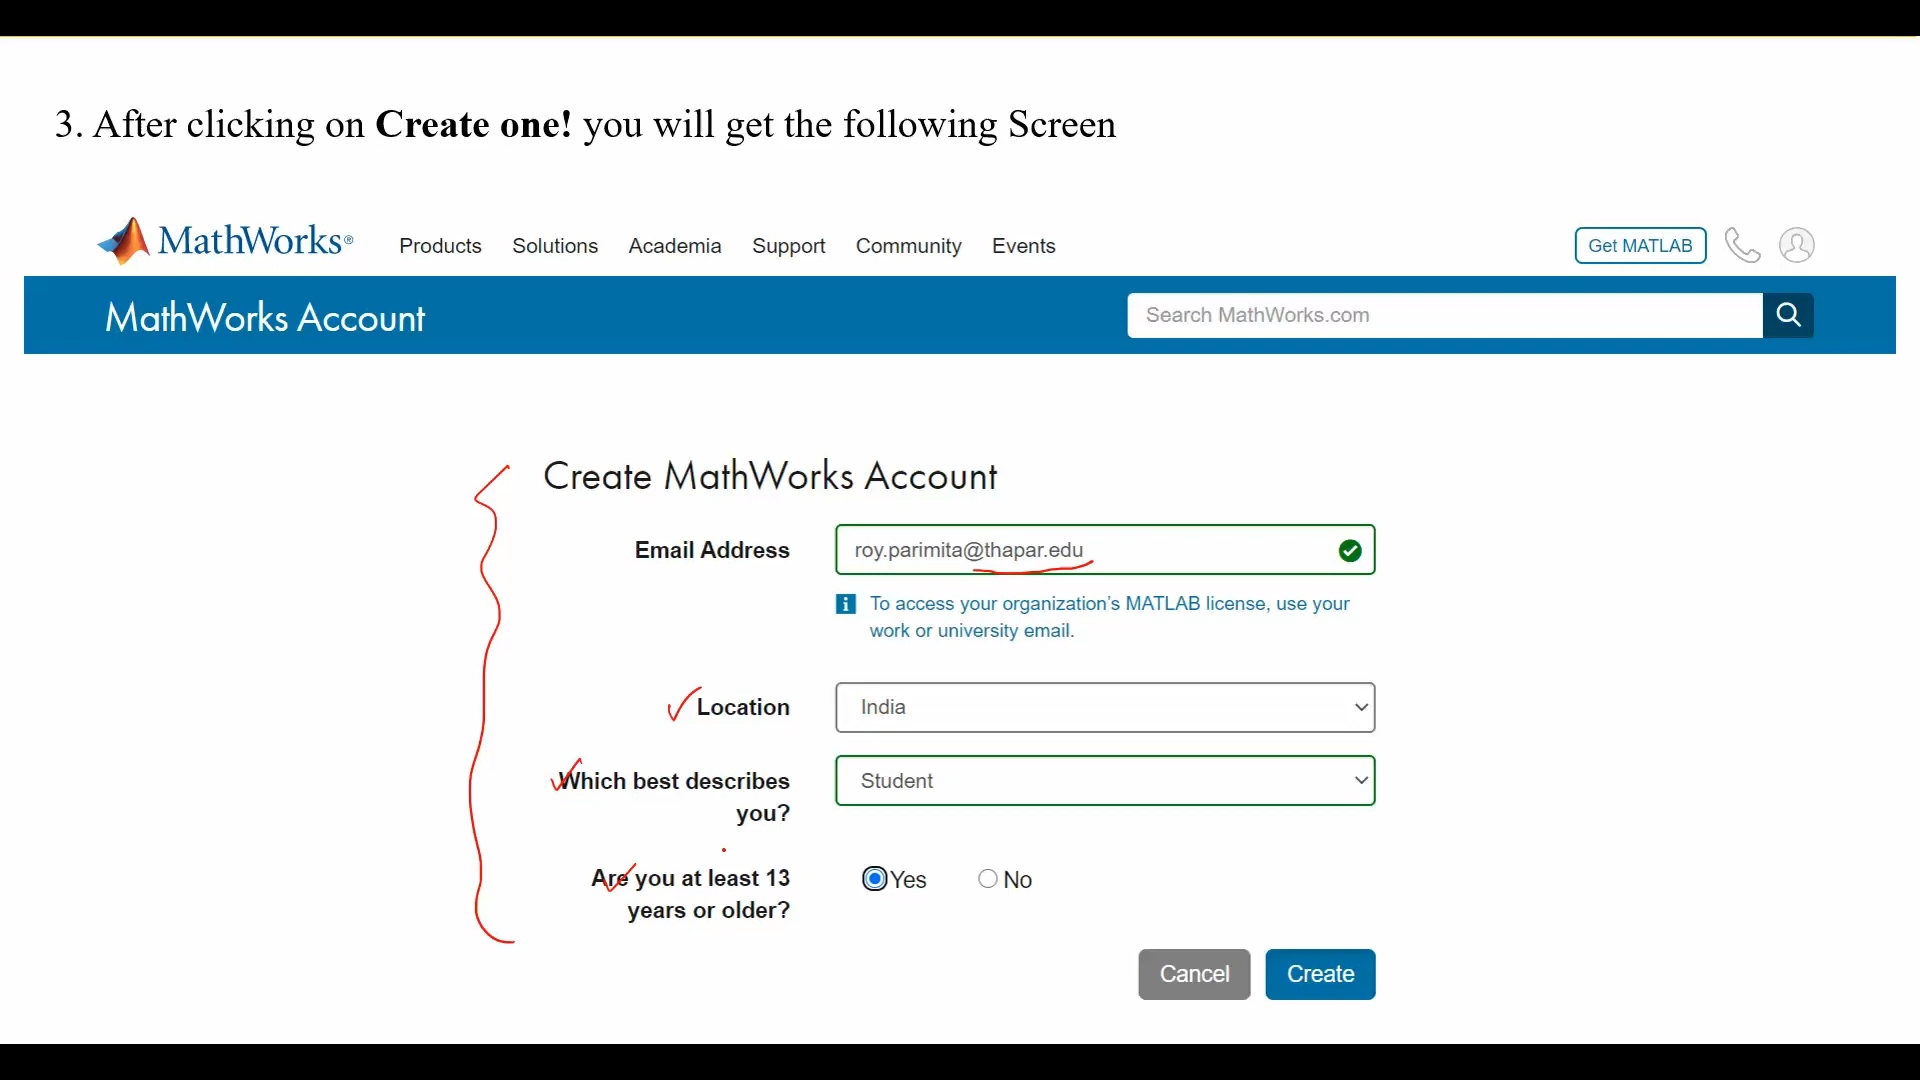 3. After clicking on Create one! you will get the following Screen
MathWorks® Products Solutions Academia Support Community Events Get MATLAB
MathWorks Account Search MathWorks.com
Create MathWorks Account
Email Address roy.parimita@thapar.edu
i To access your organization’s MATLAB license, use your
work or university email.
Location India
Which best describes Student
you?
Are you at least 13 Yes No
years or older?
Cancel Create